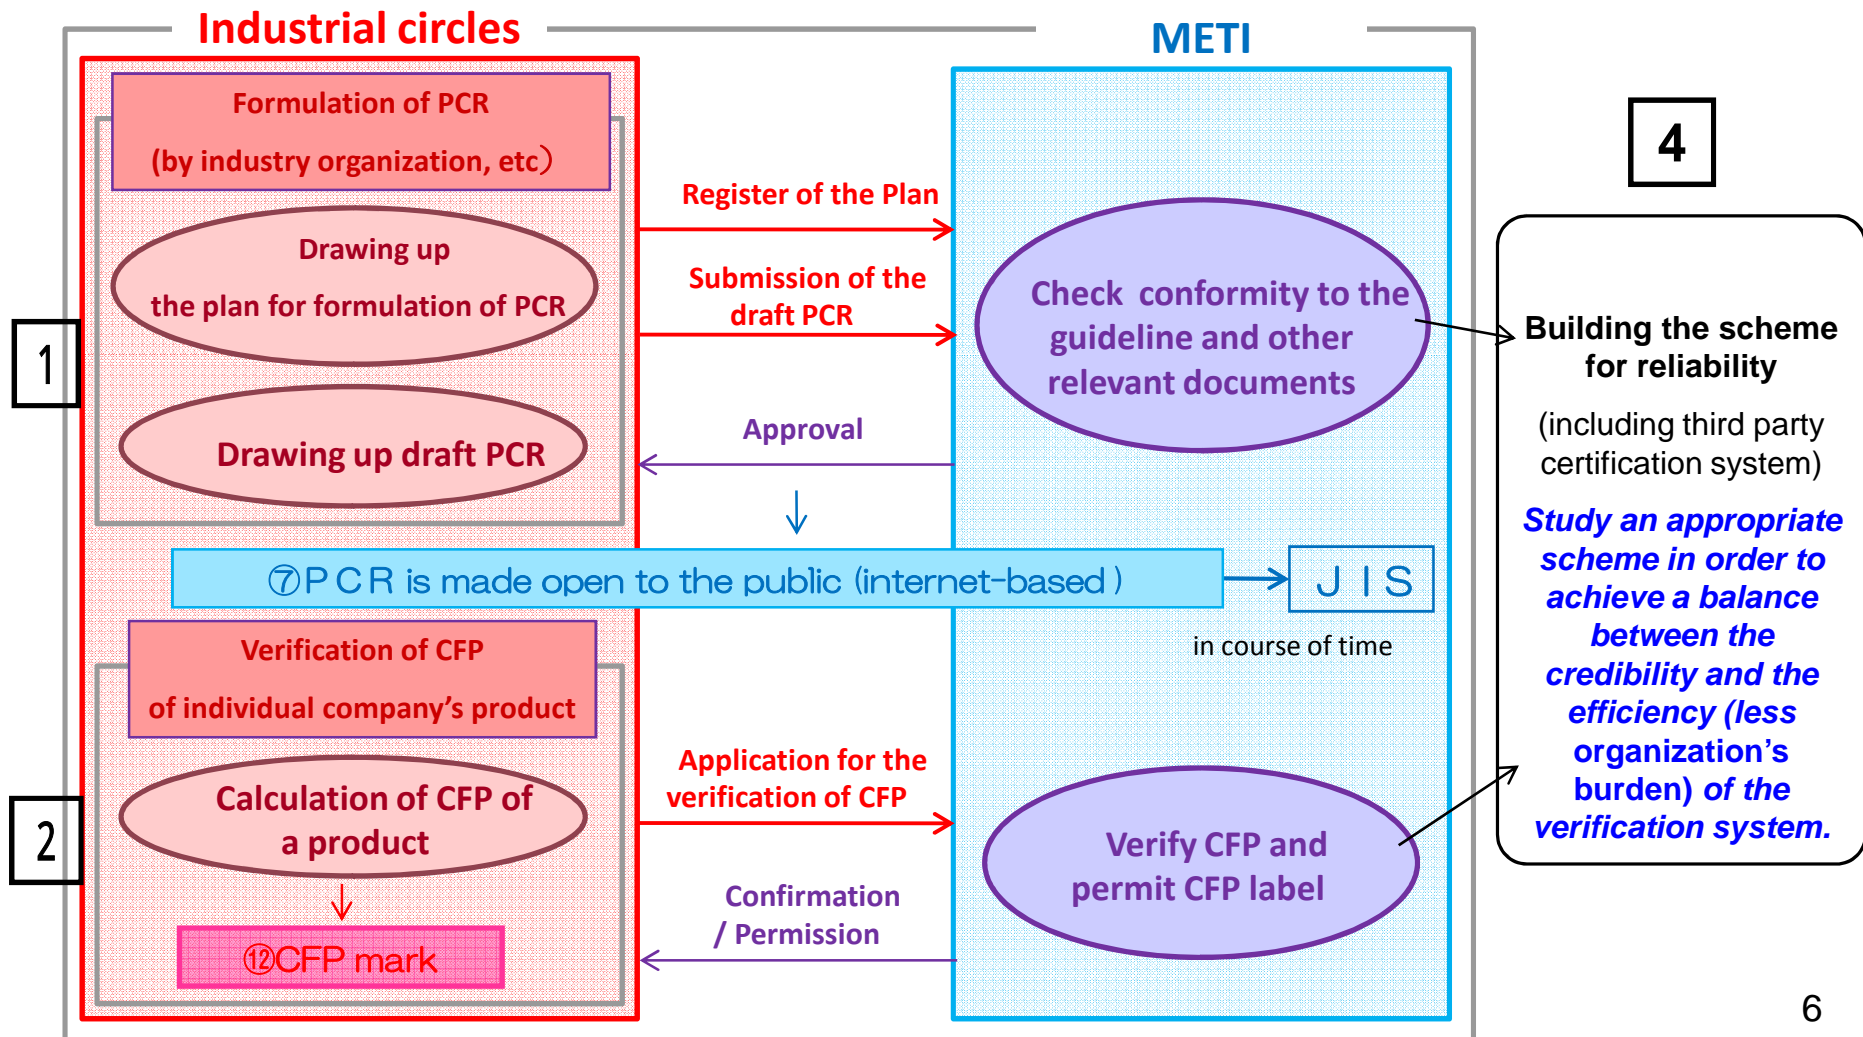 Industrial circles
METI
Formulation of PCR
(by industry organization, etc）
Drawing up
the plan for formulation of PCR
1
Drawing up draft PCR
Register of the Plan
Submission of the
draft PCR
Check conformity to the
guideline and other
relevant documents
Approval
⑦ＰＣＲ is made open to the public (internet-based)
ＪＩＳ
in course of time
Verification of CFP
of individual company’s product
2
Calculation of CFP of
a product
⑫CFP mark
Application for the
verification of CFP
Verify CFP and
permit CFP label
Confirmation
/ Permission
4
Building the scheme
for reliability
(including third party
certification system)
Study an appropriate
scheme in order to
achieve a balance
between the
credibility and the
efficiency (less
organization’s
burden) of the
verification system.
6